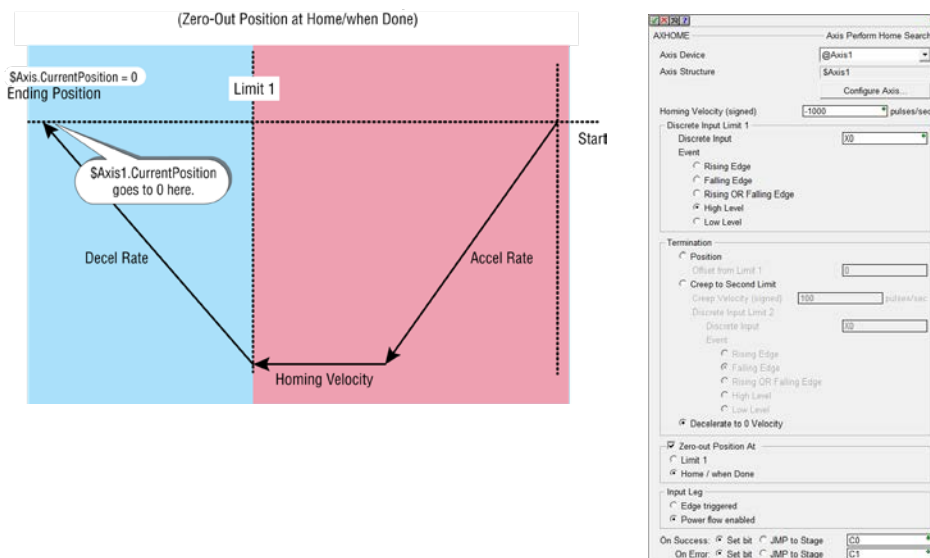 (Zero-Out Position at Home/when Done)
$Axis.CurrentPosition = 0
Ending Position
Limit 1
Start
$Axis1.CurrentPosition
goes to 0 here.
Decel Rate
Accel Rate
Homing Velocity
AXHOME
Axis Perform Home Search
Axis Device
@Axis1
Axis Structure
$Axis1
Configure Axis...
Homing Velocity (signed)
-1000
pulses/sec
Discrete Input Limit 1
Discrete Input
X0
Event
Rising Edge
Falling Edge
Rising OR Falling Edge
High Level
Low Level
Termination
Position
Offset from Limit 1
0
Creep to Second Limit
Creep Velocity (signed)
100
pulses/sec
Discrete Input Limit 2
Discrete Input
X0
Event
Rising Edge
Falling Edge
Rising OR Falling Edge
High Level
Low Level
Decelerate to 0 Velocity
Zero-out Position At
Limit 1
Home / when Done
Input Leg
Edge triggered
Power flow enabled
On Success: Set bit JMP to Stage C0
On Error: Set bit JMP to Stage C1